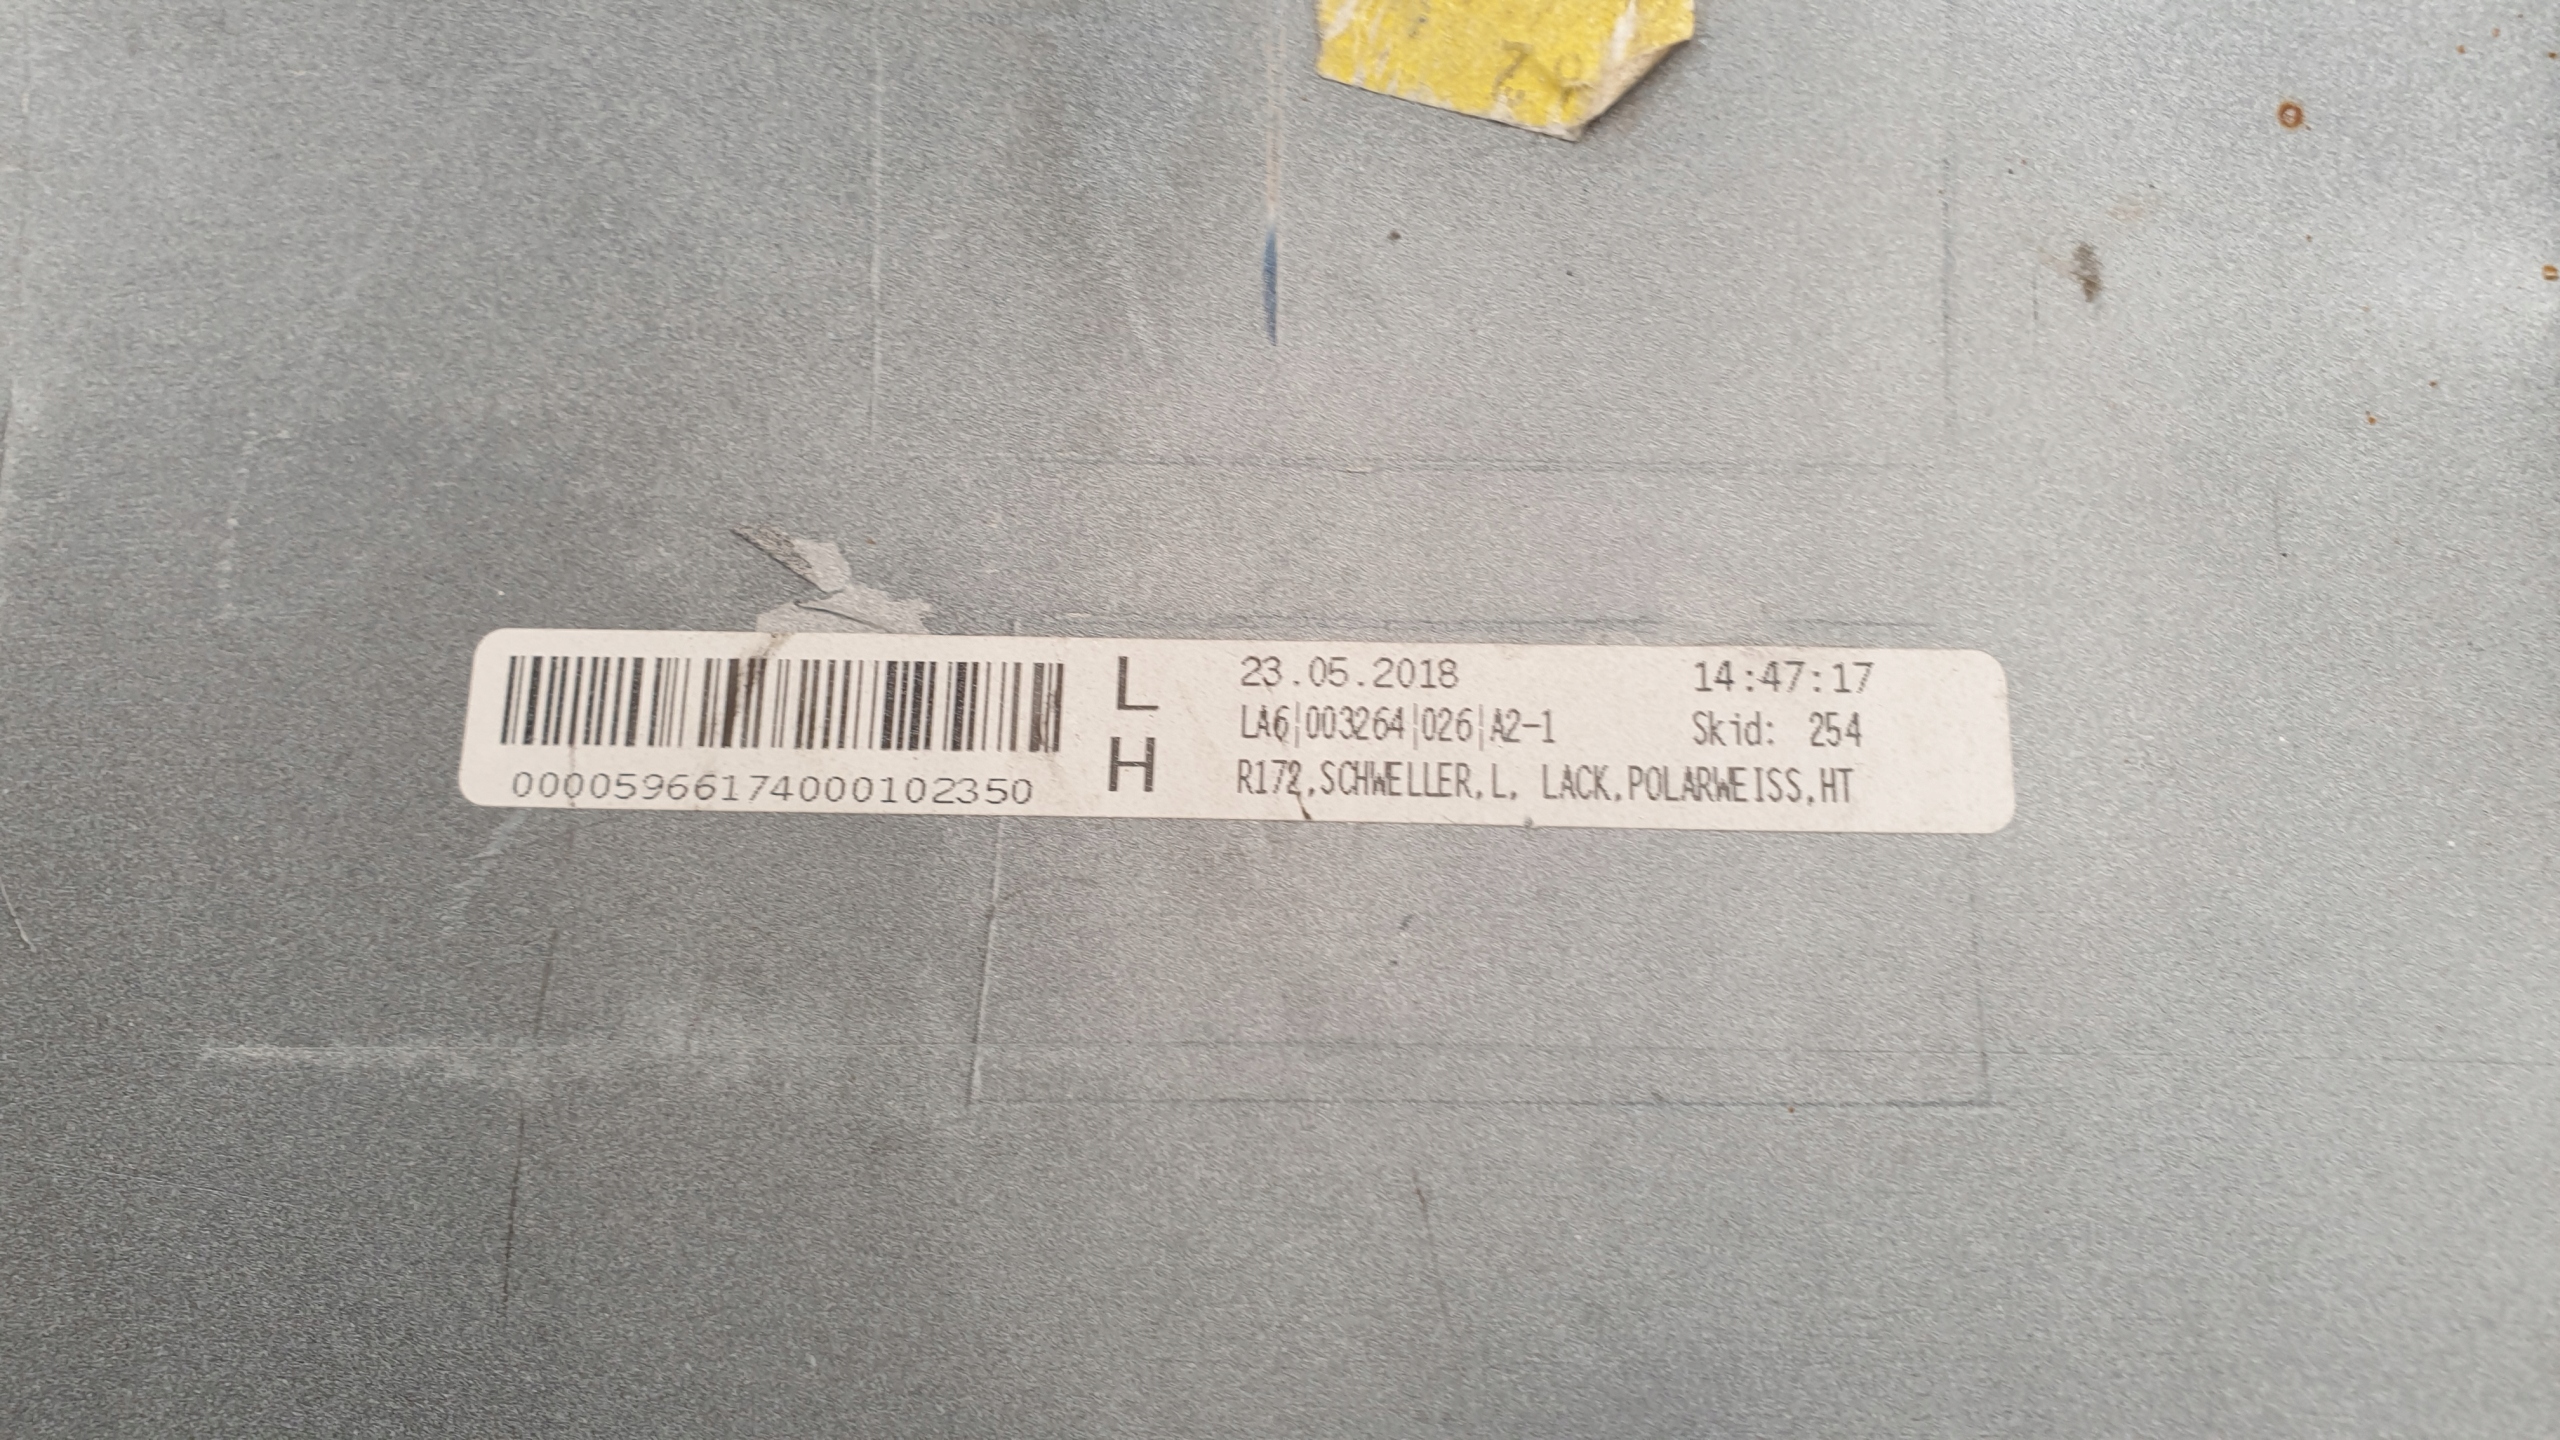 L
H
23.05.2018 14:47:17
LA6|003264|026|A2-1 Skid: 254
R172,SCHWELLER,L, LACK,POLARWEISS,HT
00005966174000102350